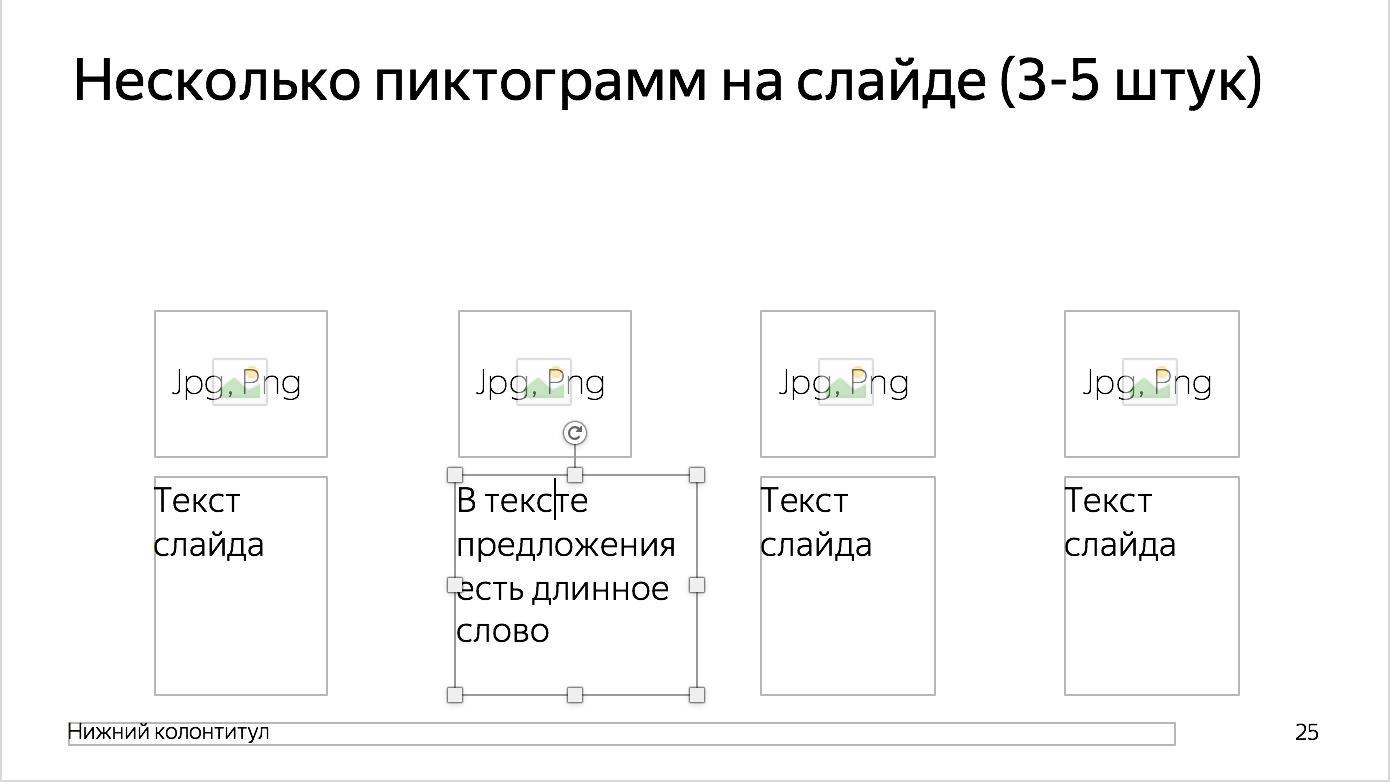 Несколько пиктограмм на слайде (3-5 штук)
Jpg, Png
Jpg, Png
Jpg, Png
Jpg, Png
Текст
слайда
В тексте
предложения
есть длинное
слово
Текст
слайда
Текст
слайда
Нижний колонтитул
25